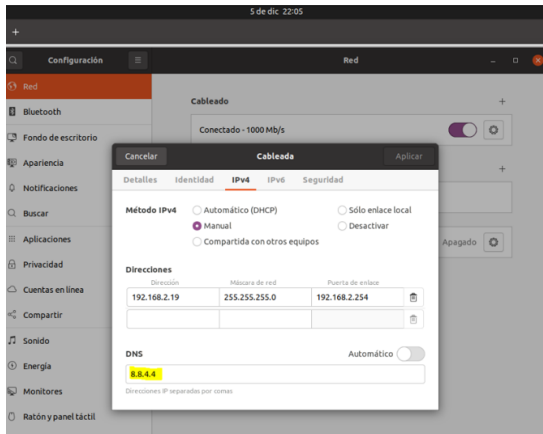 5 de dic 22:05
+
Configuración
Red
Red
Bluetooth
Fondo de escritorio
Apariencia
Notificaciones
Buscar
Aplicaciones
Privacidad
Cuentas en línea
Compartir
Sonido
Energía
Monitores
Ratón y panel táctil
Cableado
+
Conectado - 1000 Mb/s
+
Apagado
Cancelar
Cableada
Aplicar
Detalles Identidad IPv4 IPv6 Seguridad
Método IPv4
Automático (DHCP) Sólo enlace local
Manual Desactivar
Compartida con otros equipos
Direcciones
Dirección Máscara de red Puerta de enlace
192.168.2.19 255.255.255.0 192.168.2.254
DNS Automático
8.8.4.4
Direcciones IP separadas por comas